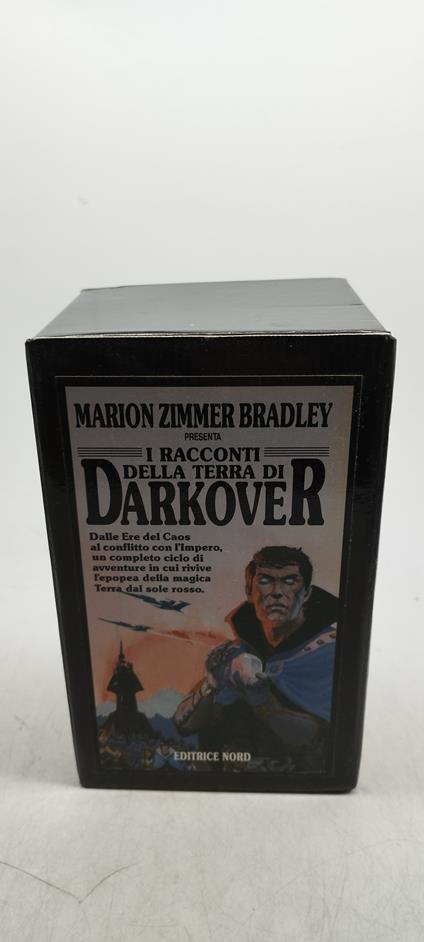 MARION ZIMMER BRADLEY
PRESENTA
I RACCONTI
DELLA TERRA DI
DARKOVER
Dalle Ere del Caos
al conflitto con l'Impero,
un completo ciclo di
avventure in cui rivive
l'epopea della magica
Terra dal sole rosso.
EDITRICE NORD